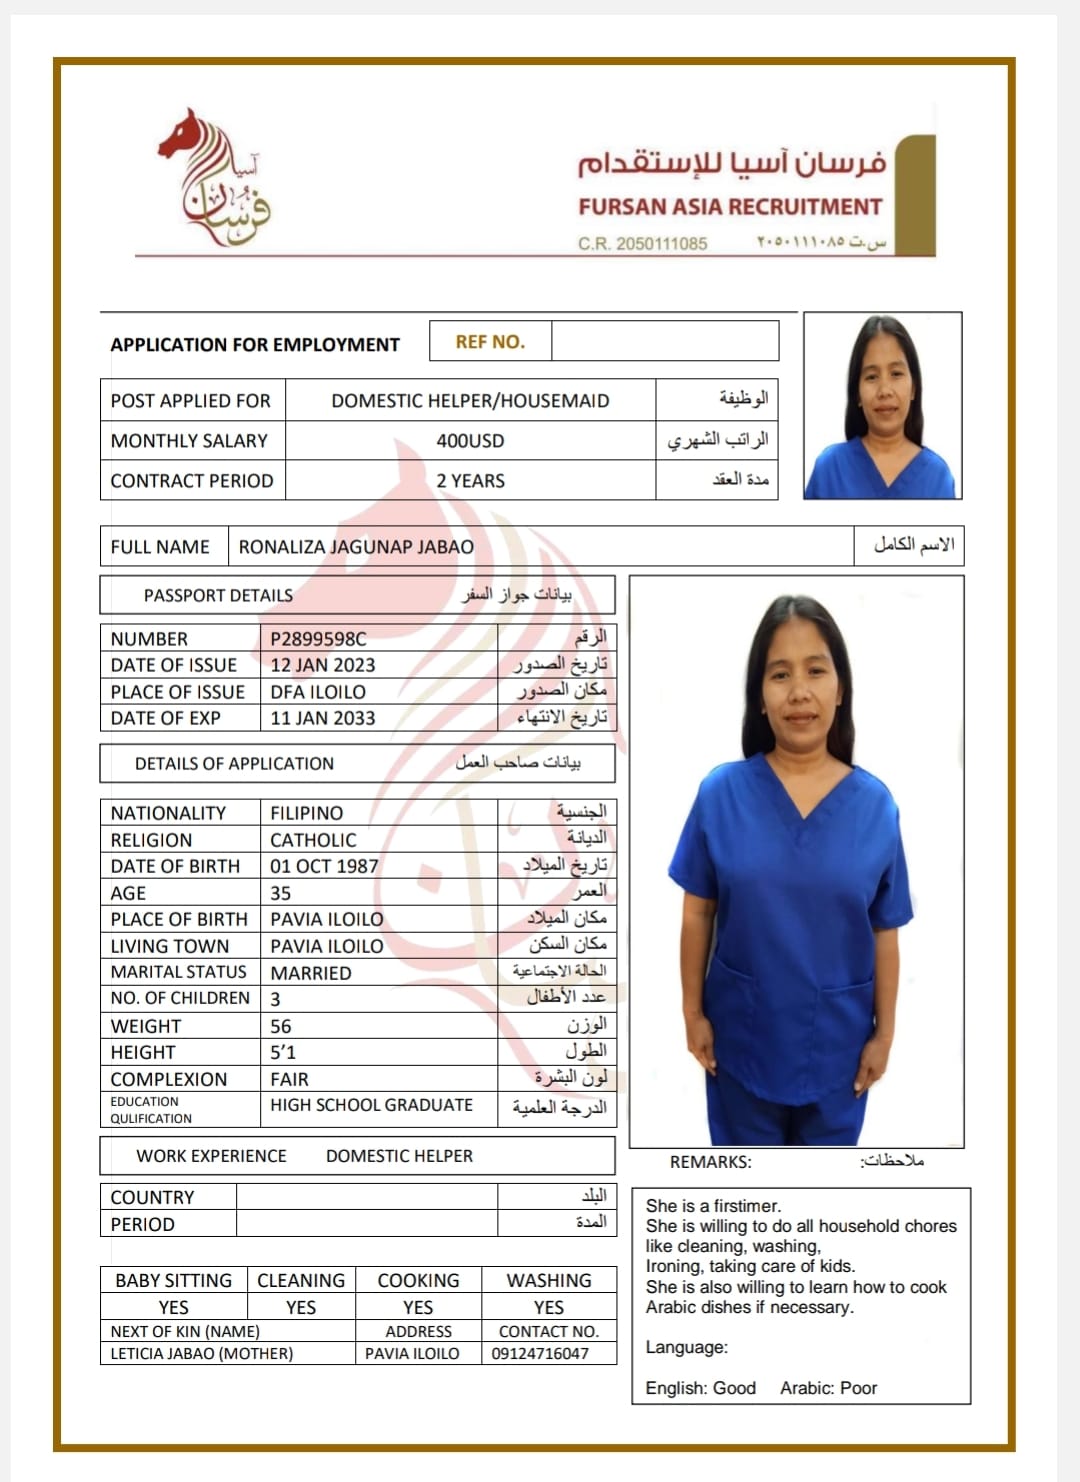 آسيا
فرسان
فرسان آسيا للإستقدام
FURSAN ASIA RECRUITMENT
C.R. 2050111085 س.ت ٢٠٥٠١١١٠٨٥
APPLICATION FOR EMPLOYMENT REF NO.
POST APPLIED FOR DOMESTIC HELPER/HOUSEMAID الوظيفة
MONTHLY SALARY 400USD الراتب الشهري
CONTRACT PERIOD 2 YEARS مدة العقد
FULL NAME RONALIZA JAGUNAP JABAO الاسم الكامل
PASSPORT DETAILS بيانات جواز السفر
NUMBER P2899598C الرقم
DATE OF ISSUE 12 JAN 2023 تاريخ الصدور
PLACE OF ISSUE DFA ILOILO مكان الصدور
DATE OF EXP 11 JAN 2033 تاريخ الانتهاء
DETAILS OF APPLICATION بيانات صاحب العمل
NATIONALITY FILIPINO الجنسية
RELIGION CATHOLIC الديانة
DATE OF BIRTH 01 OCT 1987 تاريخ الميلاد
AGE 35 العمر
PLACE OF BIRTH PAVIA ILOILO مكان الميلاد
LIVING TOWN PAVIA ILOILO مكان السكن
MARITAL STATUS MARRIED الحالة الاجتماعية
NO. OF CHILDREN 3 عدد الأطفال
WEIGHT 56 الوزن
HEIGHT 5’1 الطول
COMPLEXION FAIR لون البشرة
EDUCATION
QULIFICATION HIGH SCHOOL GRADUATE الدرجة العلمية
WORK EXPERIENCE DOMESTIC HELPER
COUNTRY البلد
PERIOD المدة
BABY SITTING CLEANING COOKING WASHING
YES YES YES YES
NEXT OF KIN (NAME) ADDRESS CONTACT NO.
LETICIA JABAO (MOTHER) PAVIA ILOILO 09124716047
REMARKS: ملاحظات:
She is a firstimer.
She is willing to do all household chores
like cleaning, washing,
Ironing, taking care of kids.
She is also willing to learn how to cook
Arabic dishes if necessary.
Language:
English: Good Arabic: Poor